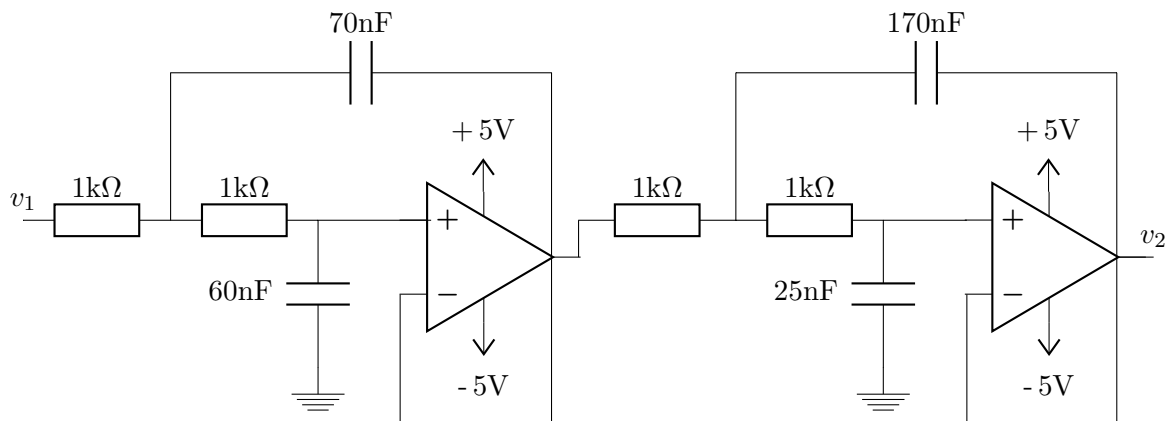 70nF
170nF
+ 5V
+ 5V
v1
1kΩ
1kΩ
1kΩ
1kΩ
+
+
v2
60nF
−
25nF
−
- 5V
- 5V